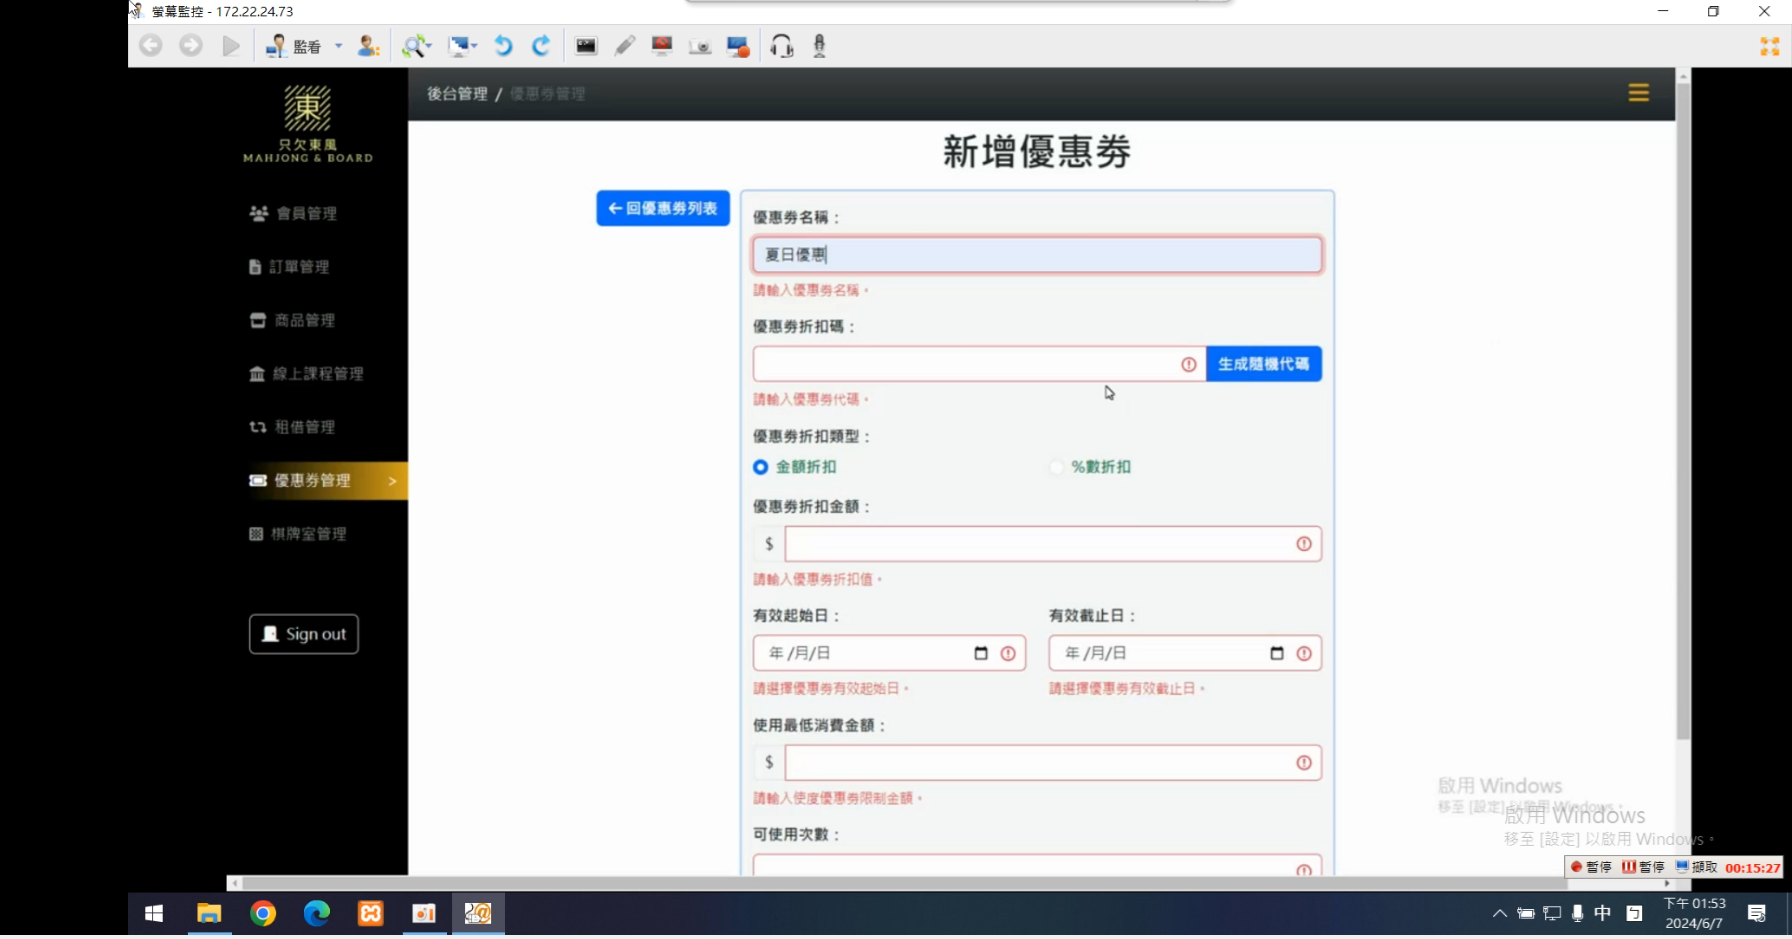 螢幕監控 - 172.22.24.73
監看
東
只欠東風
MAHJONG & BOARD
後台管理 / 優惠券管理
會員管理
訂單管理
商品管理
線上課程管理
租借管理
優惠券管理 >
棋牌室管理
Sign out
新增優惠券
←回優惠券列表
優惠券名稱：
夏日優惠
請輸入優惠券名稱。
優惠券折扣碼：
生成隨機代碼
請輸入優惠券代碼。
優惠券折扣類型：
金額折扣 %數折扣
優惠券折扣金額：
$
請輸入優惠券折扣值。
有效起始日： 有效截止日：
年 /月/日 年 /月/日
請選擇優惠券有效起始日。 請選擇優惠券有效截止日。
使用最低消費金額：
$
請輸入使度優惠券限制金額。
可使用次數：
啟用 Windows
移至 [設定] 以啟用 Windows。
啟用 Windows
移至 [設定] 以啟用 Windows。
暫停 暫停 擷取 00:15:27
中 ㄅ
下午 01:53
2024/6/7